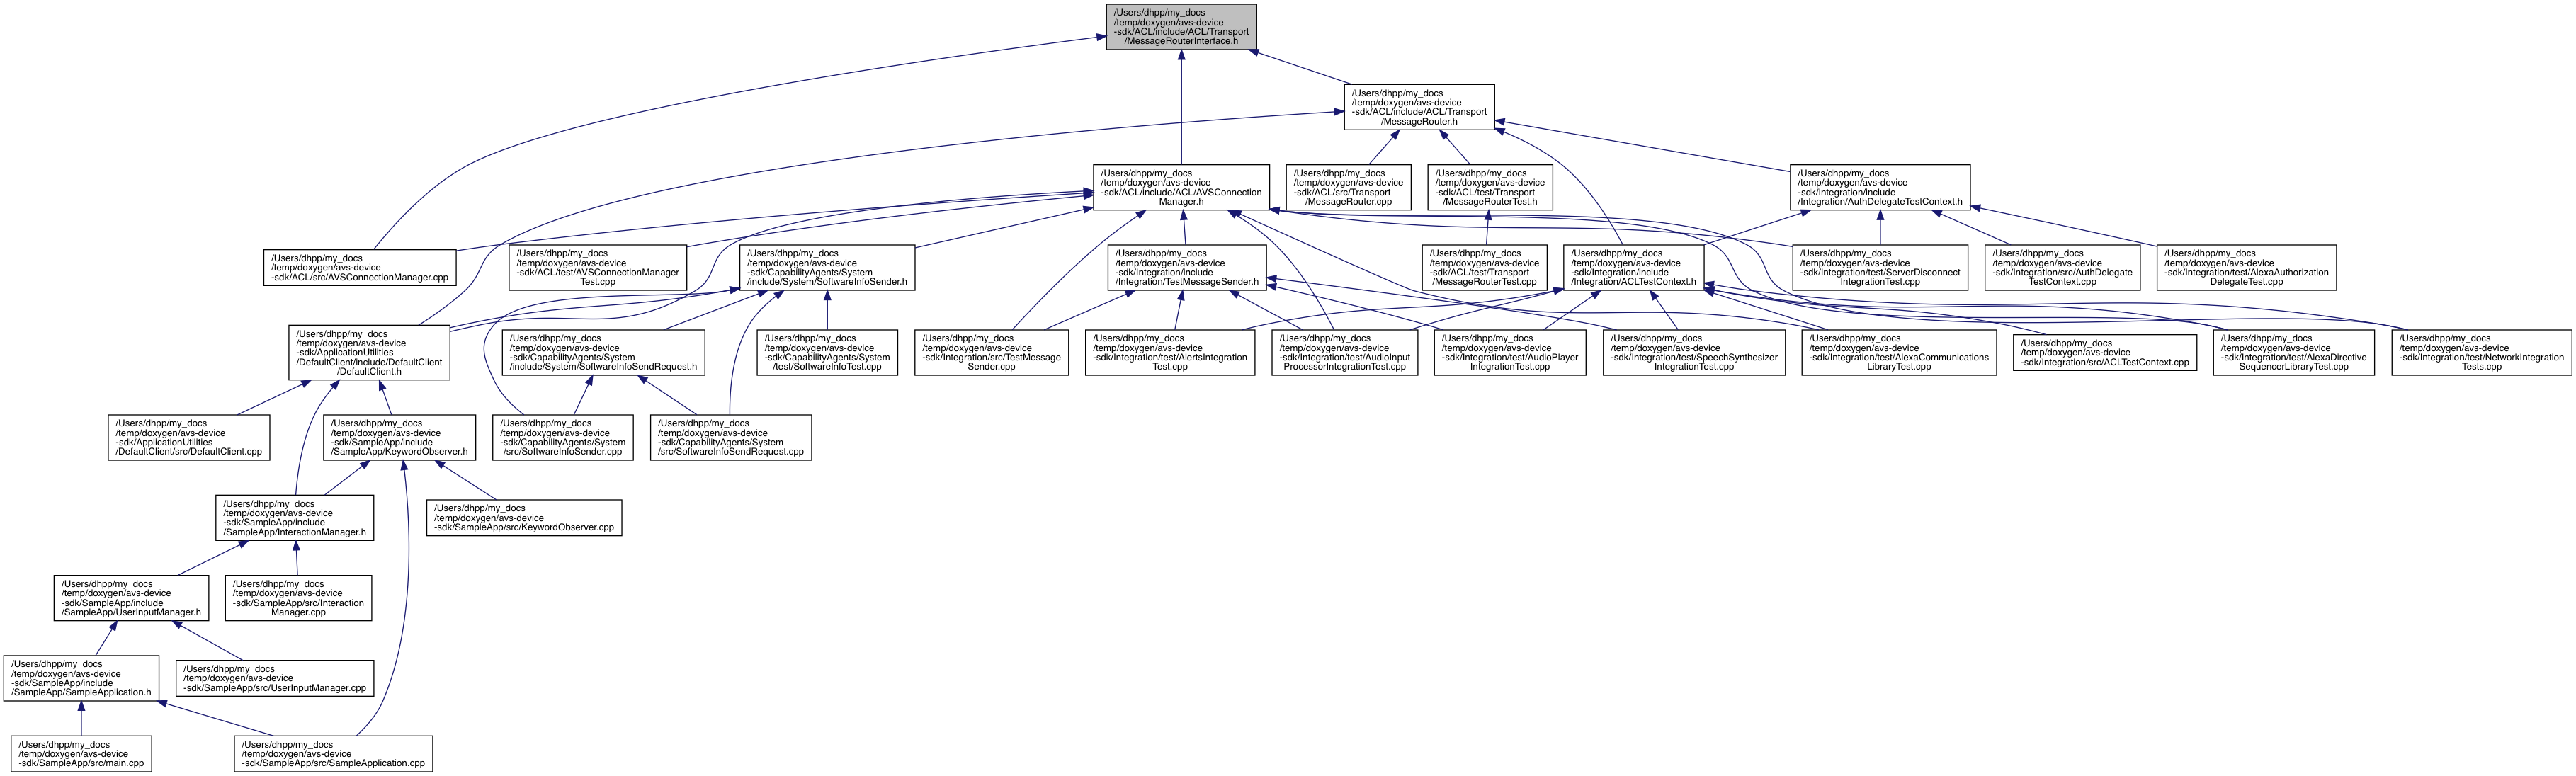 /Users/dhpp/my_docs
/temp/doxygen/avs-device
-sdk/ACL/include/ACL/Transport
/MessageRouterInterface.h
/Users/dhpp/my_docs
/temp/doxygen/avs-device
-sdk/ACL/include/ACL/Transport
/MessageRouter.h
/Users/dhpp/my_docs
/temp/doxygen/avs-device
-sdk/ACL/include/ACL/AVSConnection
Manager.h
/Users/dhpp/my_docs
/temp/doxygen/avs-device
-sdk/ACL/src/Transport
/MessageRouter.cpp
/Users/dhpp/my_docs
/temp/doxygen/avs-device
-sdk/ACL/test/Transport
/MessageRouterTest.h
/Users/dhpp/my_docs
/temp/doxygen/avs-device
-sdk/Integration/include
/Integration/AuthDelegateTestContext.h
/Users/dhpp/my_docs
/temp/doxygen/avs-device
-sdk/ACL/src/AVSConnectionManager.cpp
/Users/dhpp/my_docs
/temp/doxygen/avs-device
-sdk/ACL/test/AVSConnectionManager
Test.cpp
/Users/dhpp/my_docs
/temp/doxygen/avs-device
-sdk/CapabilityAgents/System
/include/System/SoftwareInfoSender.h
/Users/dhpp/my_docs
/temp/doxygen/avs-device
-sdk/Integration/include
/Integration/TestMessageSender.h
/Users/dhpp/my_docs
/temp/doxygen/avs-device
-sdk/ACL/test/Transport
/MessageRouterTest.cpp
/Users/dhpp/my_docs
/temp/doxygen/avs-device
-sdk/Integration/include
/Integration/ACLTestContext.h
/Users/dhpp/my_docs
/temp/doxygen/avs-device
-sdk/Integration/test/ServerDisconnect
IntegrationTest.cpp
/Users/dhpp/my_docs
/temp/doxygen/avs-device
-sdk/Integration/src/AuthDelegate
TestContext.cpp
/Users/dhpp/my_docs
/temp/doxygen/avs-device
-sdk/Integration/test/AlexaAuthorization
DelegateTest.cpp
/Users/dhpp/my_docs
/temp/doxygen/avs-device
-sdk/ApplicationUtilities
/DefaultClient/include/DefaultClient
/DefaultClient.h
/Users/dhpp/my_docs
/temp/doxygen/avs-device
-sdk/CapabilityAgents/System
/include/System/SoftwareInfoSendRequest.h
/Users/dhpp/my_docs
/temp/doxygen/avs-device
-sdk/CapabilityAgents/System
/test/SoftwareInfoTest.cpp
/Users/dhpp/my_docs
/temp/doxygen/avs-device
-sdk/Integration/src/TestMessage
Sender.cpp
/Users/dhpp/my_docs
/temp/doxygen/avs-device
-sdk/Integration/test/AlertsIntegration
Test.cpp
/Users/dhpp/my_docs
/temp/doxygen/avs-device
-sdk/Integration/test/AudioInput
ProcessorIntegrationTest.cpp
/Users/dhpp/my_docs
/temp/doxygen/avs-device
-sdk/Integration/test/AudioPlayer
IntegrationTest.cpp
/Users/dhpp/my_docs
/temp/doxygen/avs-device
-sdk/Integration/test/SpeechSynthesizer
IntegrationTest.cpp
/Users/dhpp/my_docs
/temp/doxygen/avs-device
-sdk/Integration/test/AlexaCommunications
LibraryTest.cpp
/Users/dhpp/my_docs
/temp/doxygen/avs-device
-sdk/Integration/src/ACLTestContext.cpp
/Users/dhpp/my_docs
/temp/doxygen/avs-device
-sdk/Integration/test/AlexaDirective
SequencerLibraryTest.cpp
/Users/dhpp/my_docs
/temp/doxygen/avs-device
-sdk/Integration/test/NetworkIntegration
Tests.cpp
/Users/dhpp/my_docs
/temp/doxygen/avs-device
-sdk/ApplicationUtilities
/DefaultClient/src/DefaultClient.cpp
/Users/dhpp/my_docs
/temp/doxygen/avs-device
-sdk/SampleApp/include
/SampleApp/KeywordObserver.h
/Users/dhpp/my_docs
/temp/doxygen/avs-device
-sdk/CapabilityAgents/System
/src/SoftwareInfoSender.cpp
/Users/dhpp/my_docs
/temp/doxygen/avs-device
-sdk/CapabilityAgents/System
/src/SoftwareInfoSendRequest.cpp
/Users/dhpp/my_docs
/temp/doxygen/avs-device
-sdk/SampleApp/include
/SampleApp/InteractionManager.h
/Users/dhpp/my_docs
/temp/doxygen/avs-device
-sdk/SampleApp/src/KeywordObserver.cpp
/Users/dhpp/my_docs
/temp/doxygen/avs-device
-sdk/SampleApp/include
/SampleApp/UserInputManager.h
/Users/dhpp/my_docs
/temp/doxygen/avs-device
-sdk/SampleApp/src/Interaction
Manager.cpp
/Users/dhpp/my_docs
/temp/doxygen/avs-device
-sdk/SampleApp/include
/SampleApp/SampleApplication.h
/Users/dhpp/my_docs
/temp/doxygen/avs-device
-sdk/SampleApp/src/UserInputManager.cpp
/Users/dhpp/my_docs
/temp/doxygen/avs-device
-sdk/SampleApp/src/main.cpp
/Users/dhpp/my_docs
/temp/doxygen/avs-device
-sdk/SampleApp/src/SampleApplication.cpp